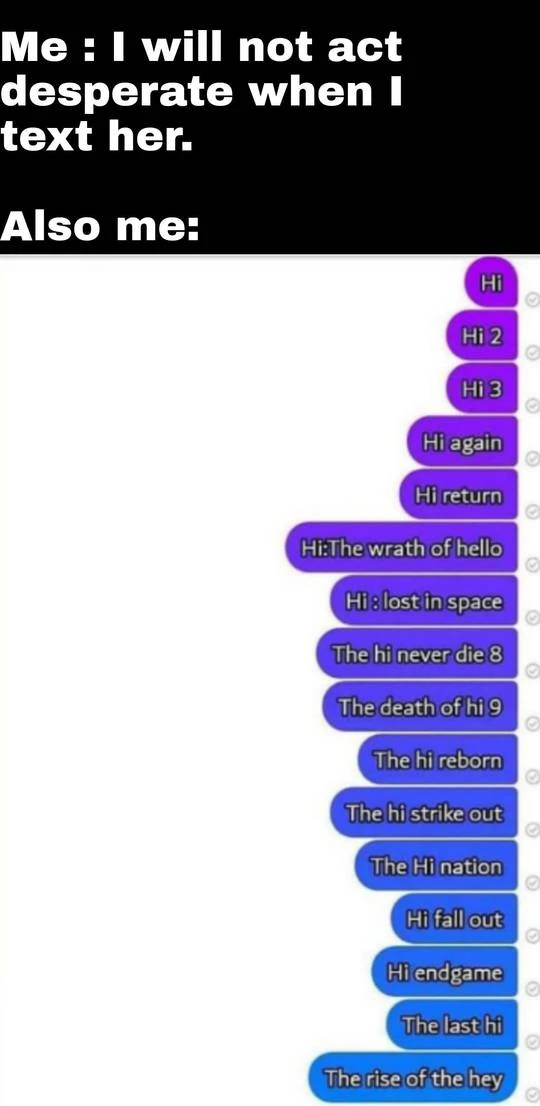 Me : I will not act
desperate when I
text her.
Also me:
Hi
Hi 2
Hi 3
Hi again
Hi return
Hi:The wrath of hello
Hi : lost in space
The hi never die 8
The death of hi 9
The hi reborn
The hi strike out
The Hi nation
Hi fall out
Hi endgame
The last hi
The rise of the hey